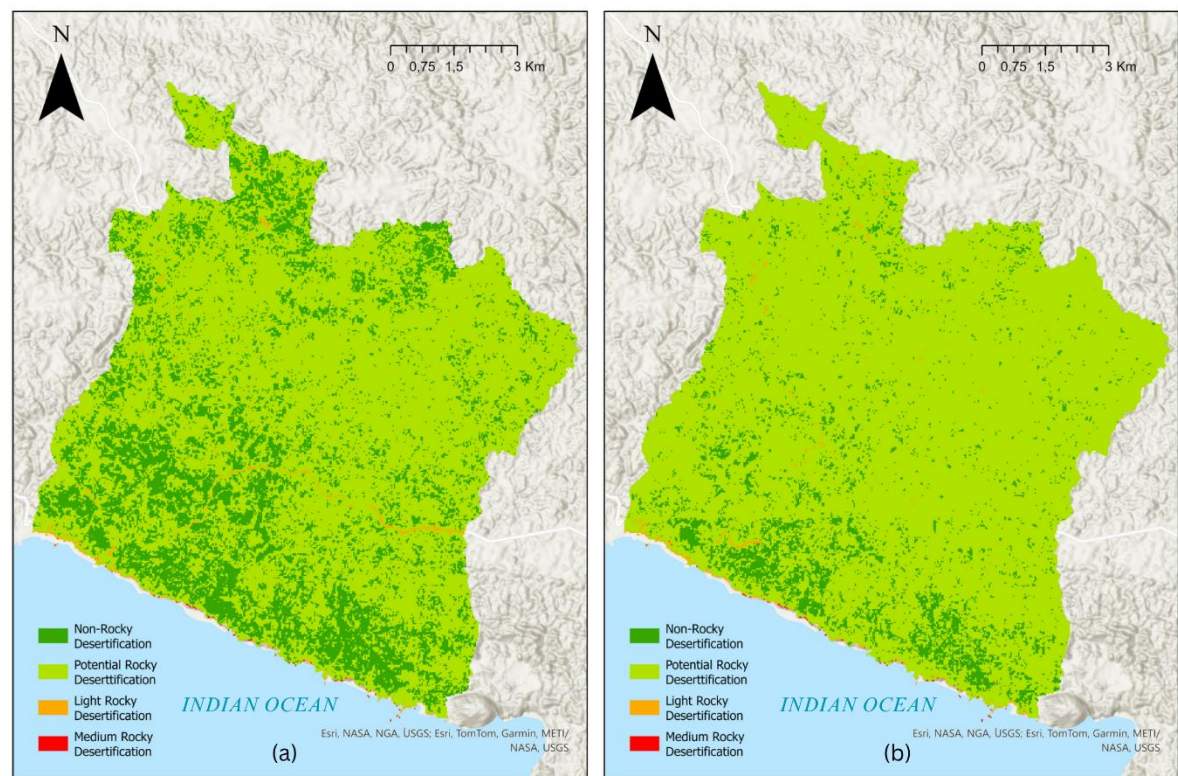 N
0 0,75 1,5 3 Km
Non-Rocky
Desertification
Potential Rocky
Deserttification
Light Rocky
Desertification
Medium Rocky
Desertification
INDIAN OCEAN
Esri, NASA, NGA, USGS; Esri, TomTom, Garmin, METI/
NASA, USGS
(a)
N
0 0,75 1,5 3 Km
Non-Rocky
Desertification
Potential Rocky
Deserttification
Light Rocky
Desertification
Medium Rocky
Desertification
INDIAN OCEAN
Esri, NASA, NGA, USGS; Esri, TomTom, Garmin, METI/
NASA, USGS
(b)